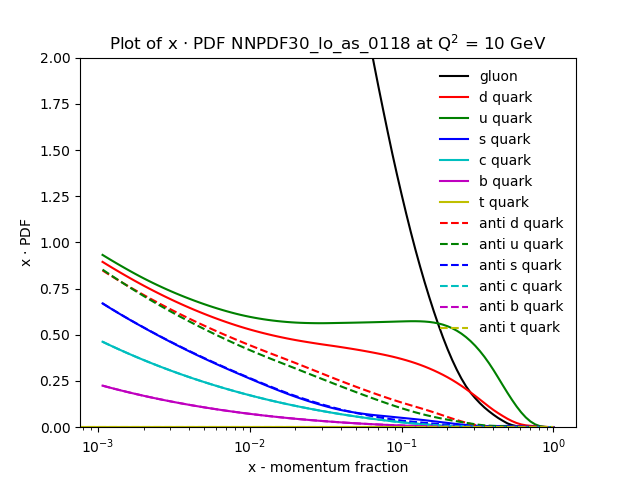 Plot of x · PDF NNPDF30_lo_as_0118 at Q² = 10 GeV
x · PDF
2.00
1.75
1.50
1.25
1.00
0.75
0.50
0.25
0.00
gluon
d quark
u quark
s quark
c quark
b quark
t quark
anti d quark
anti u quark
anti s quark
anti c quark
anti b quark
anti t quark
10⁻³ 10⁻² 10⁻¹ 10⁰
x - momentum fraction